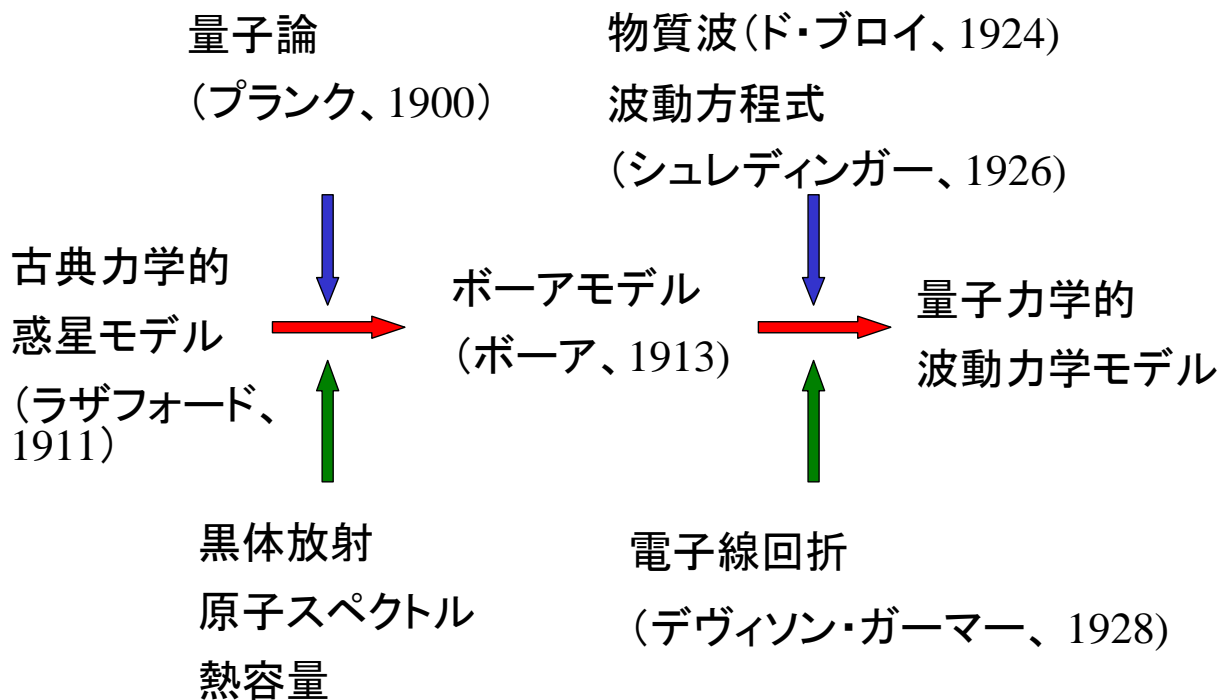 量子論
（プランク、1900）
物質波（ド・ブロイ、1924)
波動方程式
（シュレディンガー、1926)
古典力学的
惑星モデル
（ラザフォード、
1911）
ボーアモデル
（ボーア、1913)
量子力学的
波動力学モデル
黒体放射
原子スペクトル
熱容量
電子線回折
（デヴィソン・ガーマー、1928)